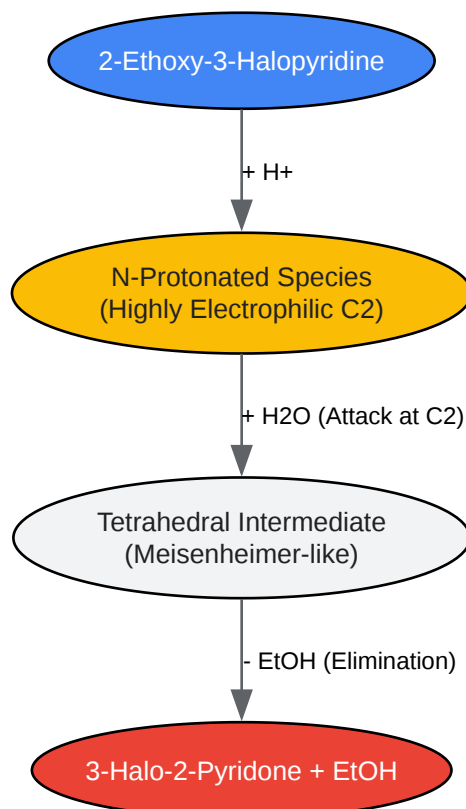 2-Ethoxy-3-Halopyridine
+ H+
N-Protonated Species
(Highly Electrophilic C2)
+ H2O (Attack at C2)
Tetrahedral Intermediate
(Meisenheimer-like)
- EtOH (Elimination)
3-Halo-2-Pyridone + EtOH